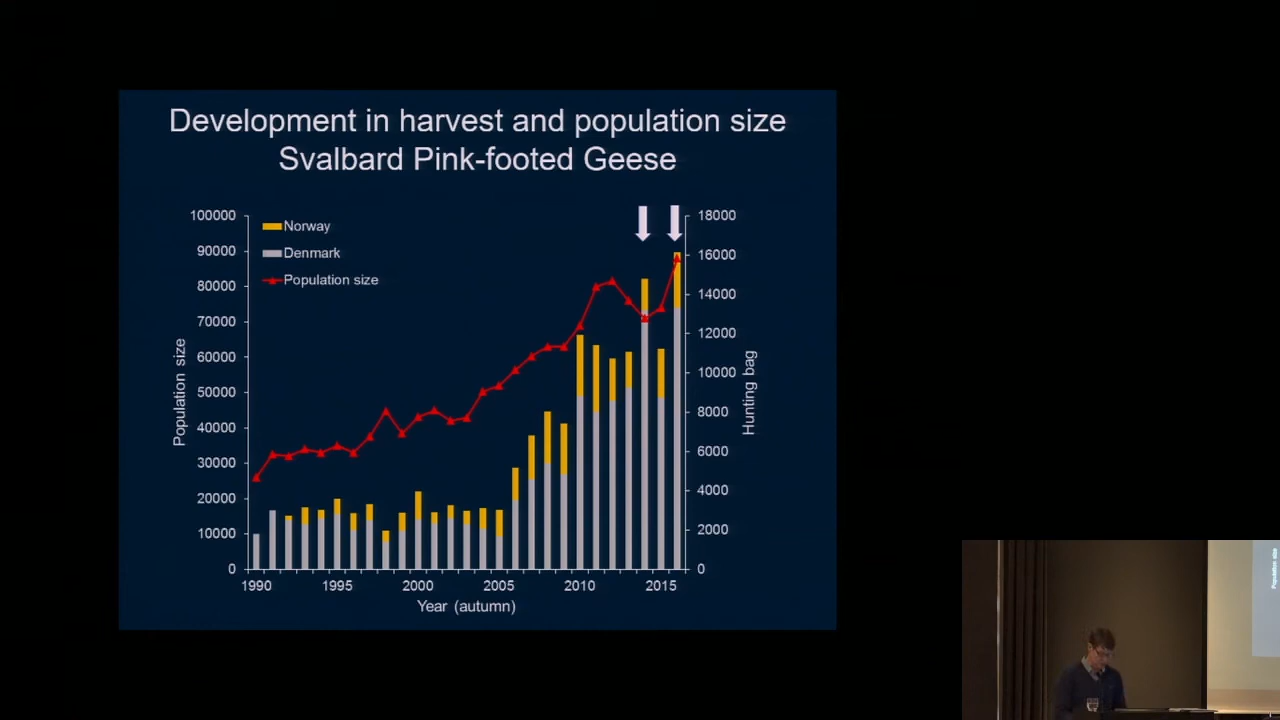 Development in harvest and population size
Svalbard Pink-footed Geese
Norway
Denmark
Population size
100000
90000
80000
70000
60000
50000
40000
30000
20000
10000
0
Population size
18000
16000
14000
12000
10000
8000
6000
4000
2000
0
Hunting bag
1990 1995 2000 2005 2010 2015
Year (autumn)
Population size